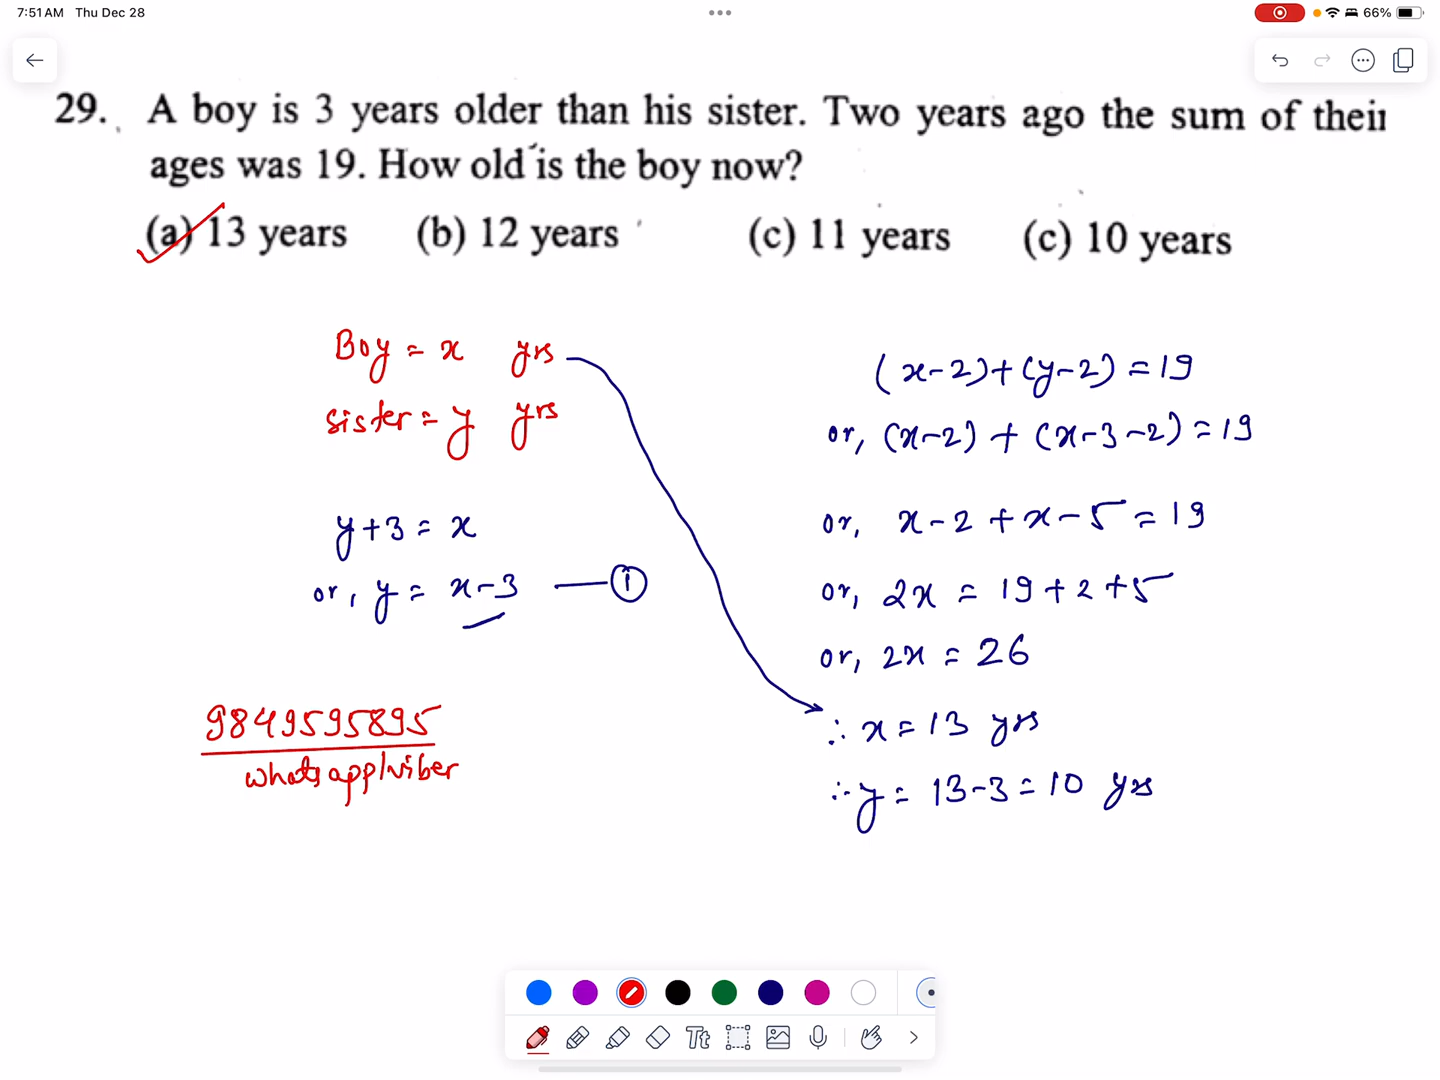 7:51 AM Thu Dec 28
66%
29. A boy is 3 years older than his sister. Two years ago the sum of their
ages was 19. How old is the boy now?
(a) 13 years (b) 12 years (c) 11 years (c) 10 years
Boy = x yrs
sister = y yrs
y + 3 = x
or, y = x - 3 — ①
9849595895
whatsapp/viber
(x-2)+(y-2) = 19
or, (x-2) + (x-3-2) = 19
or, x-2 + x-5 = 19
or, 2x = 19+2+5
or, 2x = 26
∴ x = 13 yrs
∴ y = 13-3 = 10 yrs
Tt